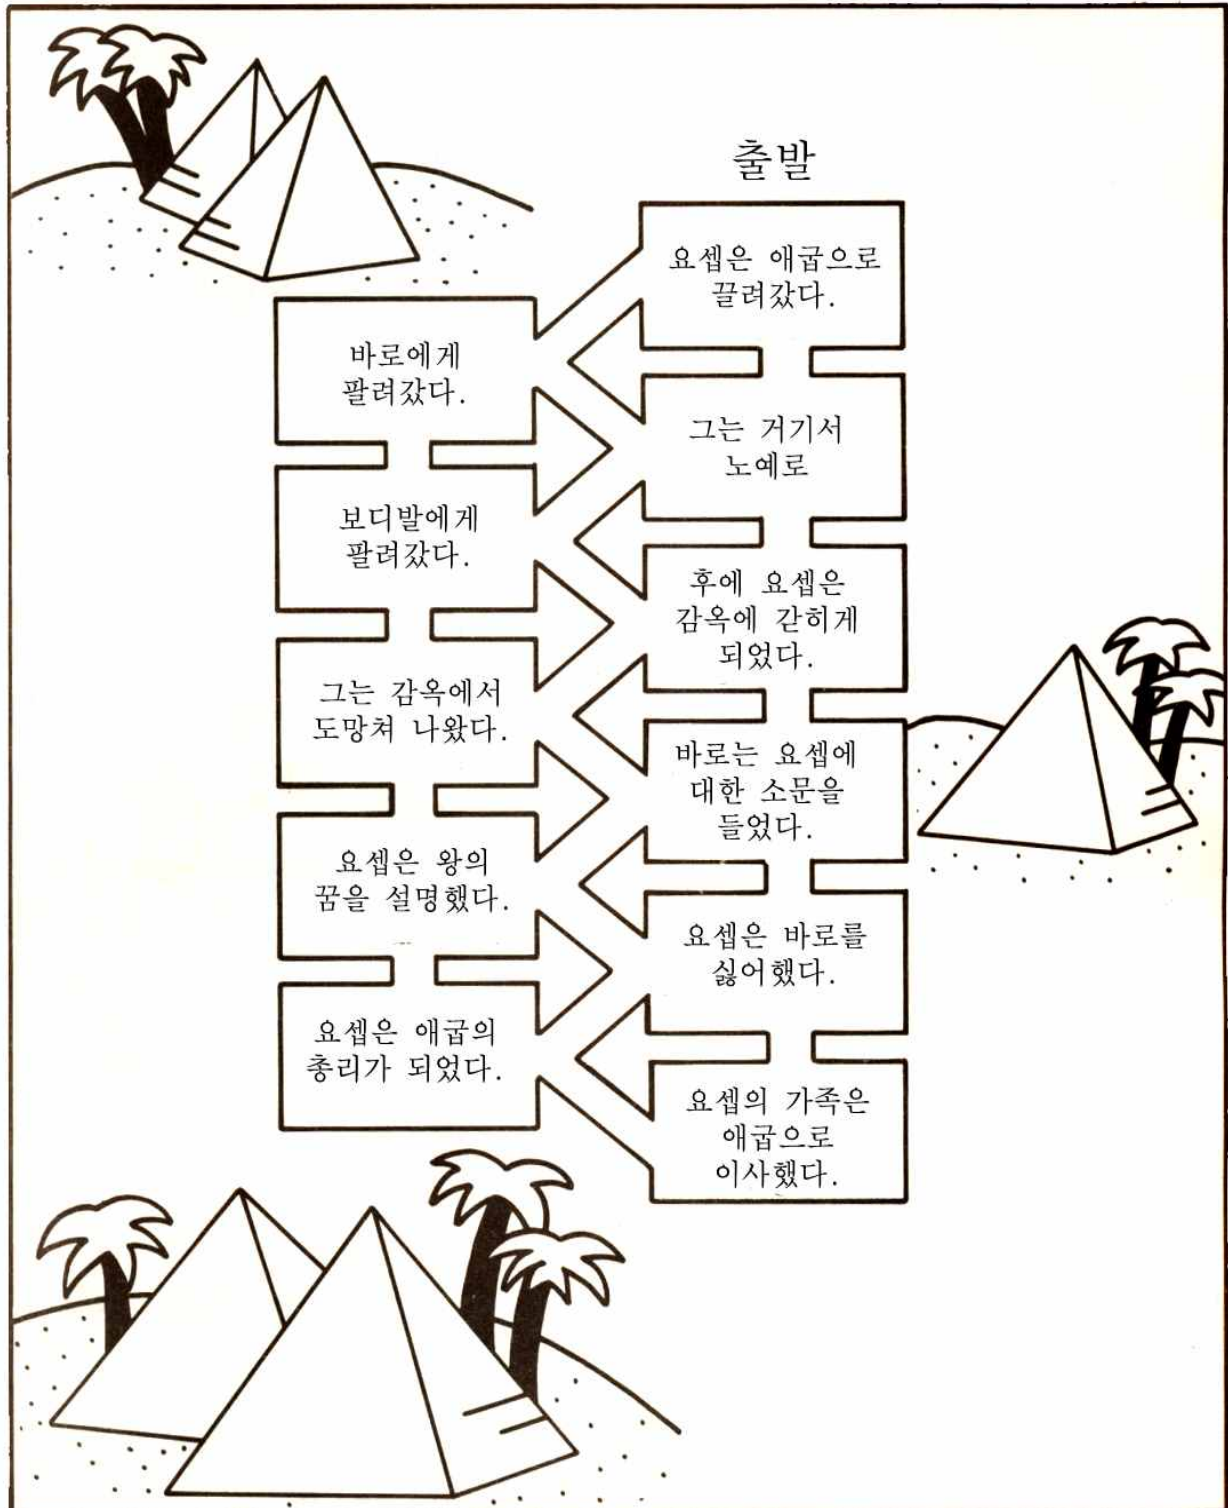 출발
요셉은 애굽으로
끌려갔다.
바로에게
팔려갔다.
그는 거기서
노예로
보디발에게
팔려갔다.
후에 요셉은
감옥에 갇히게
되었다.
그는 감옥에서
도망쳐 나왔다.
바로는 요셉에
대한 소문을
들었다.
요셉은 왕의
꿈을 설명했다.
요셉은 바로를
싫어했다.
요셉은 애굽의
총리가 되었다.
요셉의 가족은
애굽으로
이사했다.